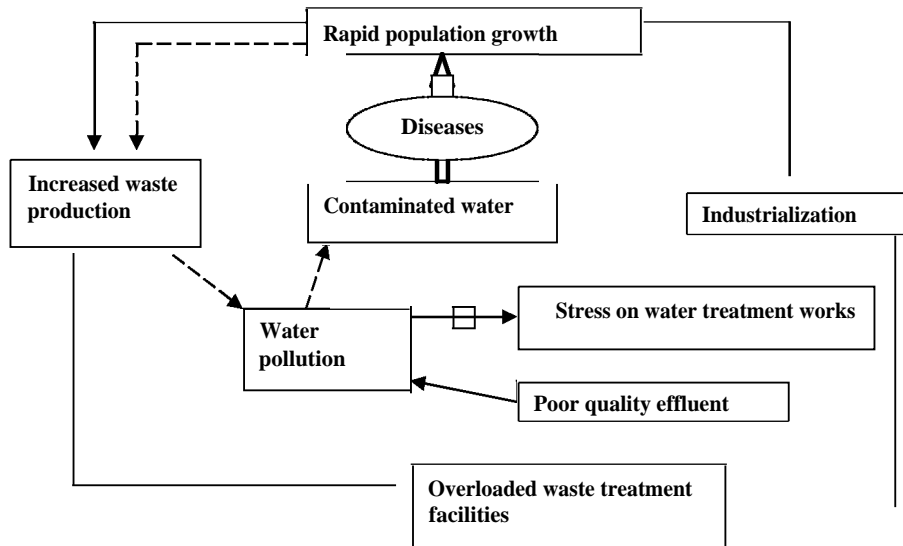 Rapid population growth
Diseases
Increased waste
production
Contaminated water
Industrialization
Stress on water treatment works
Water
pollution
Poor quality effluent
Overloaded waste treatment
facilities